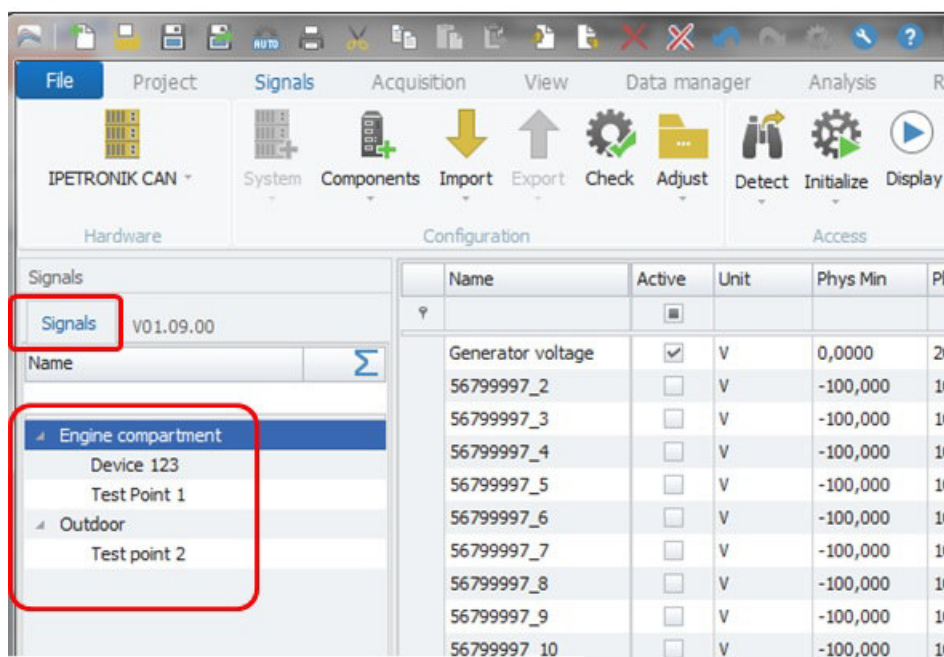 AUTO
File Project Signals Acquisition View Data manager Analysis R
IPETRONIK CAN System Components Import Export Check Adjust Detect Initialize Display
Hardware Configuration Access
Signals
Name Active Unit Phys Min
Signals V01.09.00
Name
Generator voltage V 0,0000
56799997_2 V -100,000
56799997_3 V -100,000
Engine compartment
56799997_4 V -100,000
Device 123
56799997_5 V -100,000
Test Point 1
56799997_6 V -100,000
Outdoor
56799997_7 V -100,000
Test point 2
56799997_8 V -100,000
56799997_9 V -100,000
56799997_10 V -100,000